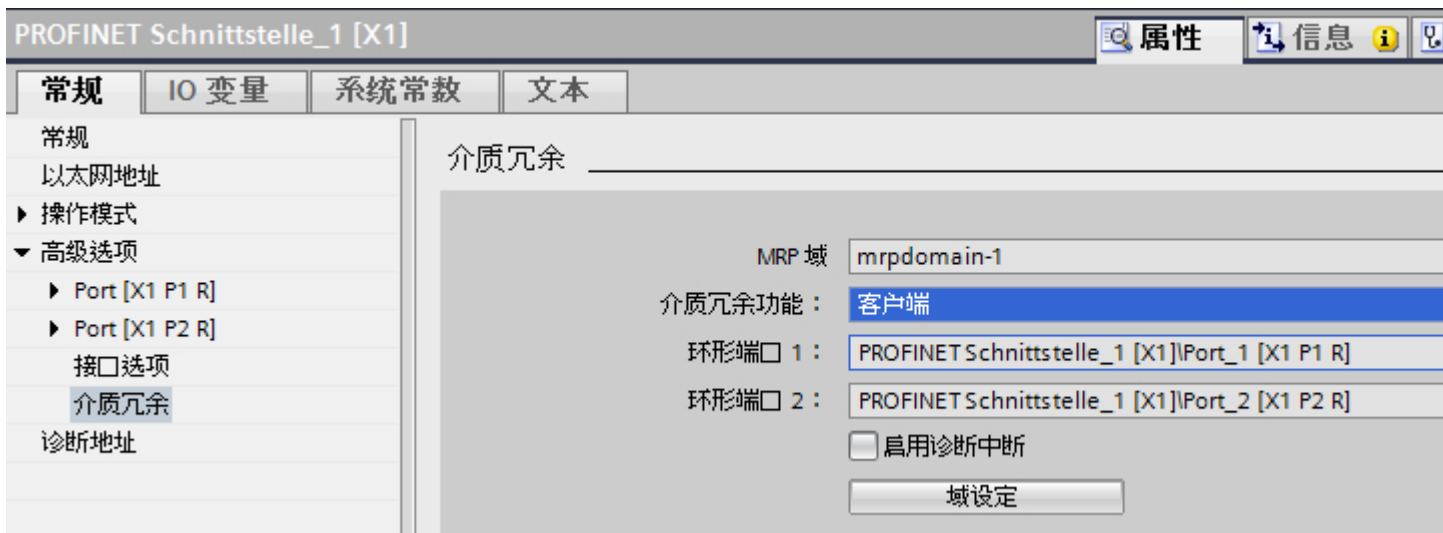 PROFINET Schnittstelle_1 [X1]
属性 信息
常规 IO 变量 系统常数 文本
常规
以太网地址
操作模式
高级选项
Port [X1 P1 R]
Port [X1 P2 R]
接口选项
介质冗余
诊断地址
介质冗余
MRP 域 mrpdomain-1
介质冗余功能： 客户端
环形端口 1： PROFINET Schnittstelle_1 [X1]\Port_1 [X1 P1 R]
环形端口 2： PROFINET Schnittstelle_1 [X1]\Port_2 [X1 P2 R]
启用诊断中断
域设定